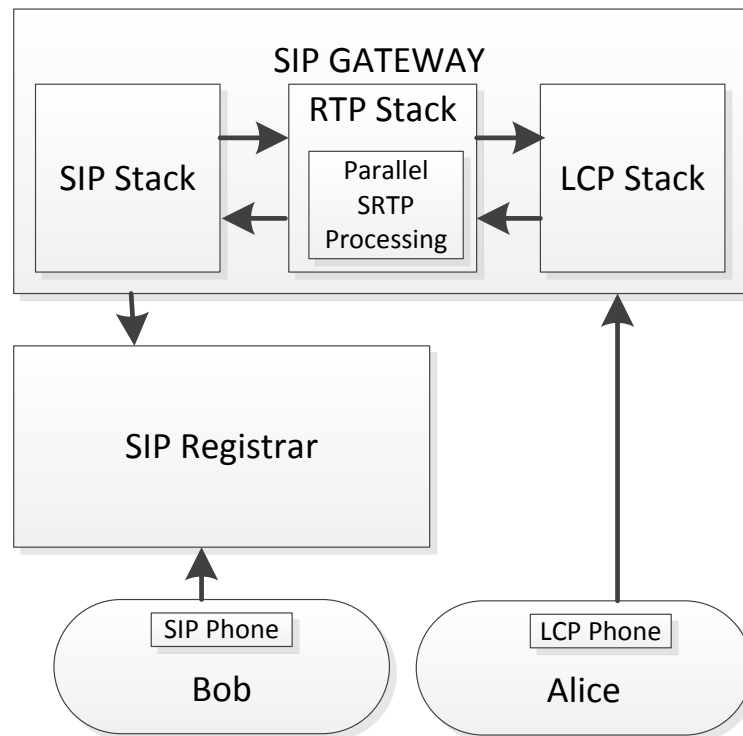 SIP GATEWAY
SIP Stack
RTP Stack
Parallel
SRTP
Processing
LCP Stack
SIP Registrar
SIP Phone
Bob
LCP Phone
Alice